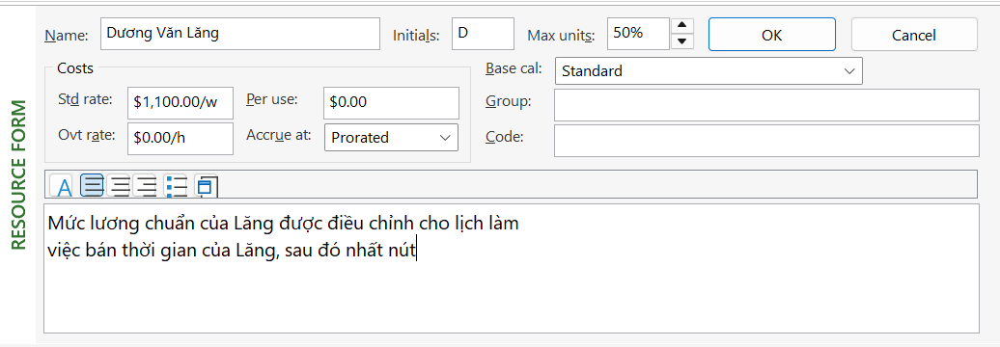 RESOURCE FORM
Name: Dương Văn Lăng Initials: D Max units: 50% OK Cancel
Costs Base cal: Standard
Std rate: $1,100.00/w Per use: $0.00 Group:
Ovt rate: $0.00/h Accrue at: Prorated Code:
A
Mức lương chuẩn của Lăng được điều chỉnh cho lịch làm
việc bán thời gian của Lăng, sau đó nhất nút